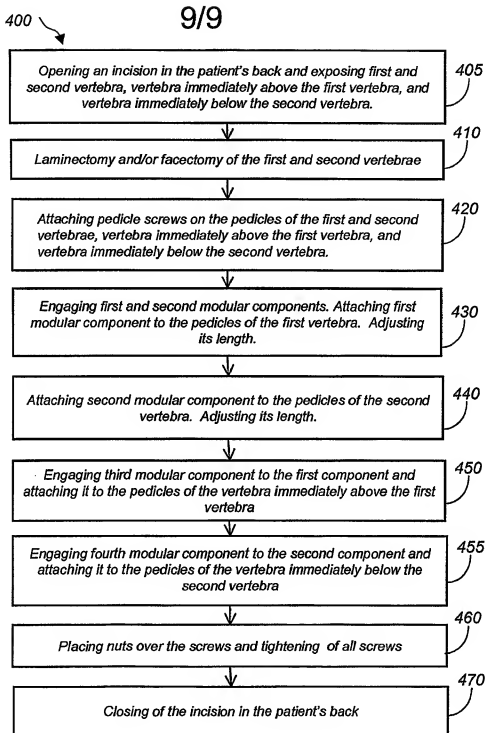 9/9
400
Opening an incision in the patient's back and exposing first and
second vertebra, vertebra immediately above the first vertebra, and
vertebra immediately below the second vertebra.
405
Laminectomy and/or facectomy of the first and second vertebrae
410
Attaching pedicle screws on the pedicles of the first and second
vertebrae, vertebra immediately above the first vertebra, and
vertebra immediately below the second vertebra.
420
Engaging first and second modular components. Attaching first
modular component to the pedicles of the first vertebra. Adjusting
its length.
430
Attaching second modular component to the pedicles of the second
vertebra. Adjusting its length.
440
Engaging third modular component to the first component and
attaching it to the pedicles of the vertebra immediately above the first
vertebra
450
Engaging fourth modular component to the second component and
attaching it to the pedicles of the vertebra immediately below the
second vertebra
455
Placing nuts over the screws and tightening of all screws
460
Closing of the incision in the patient's back
470